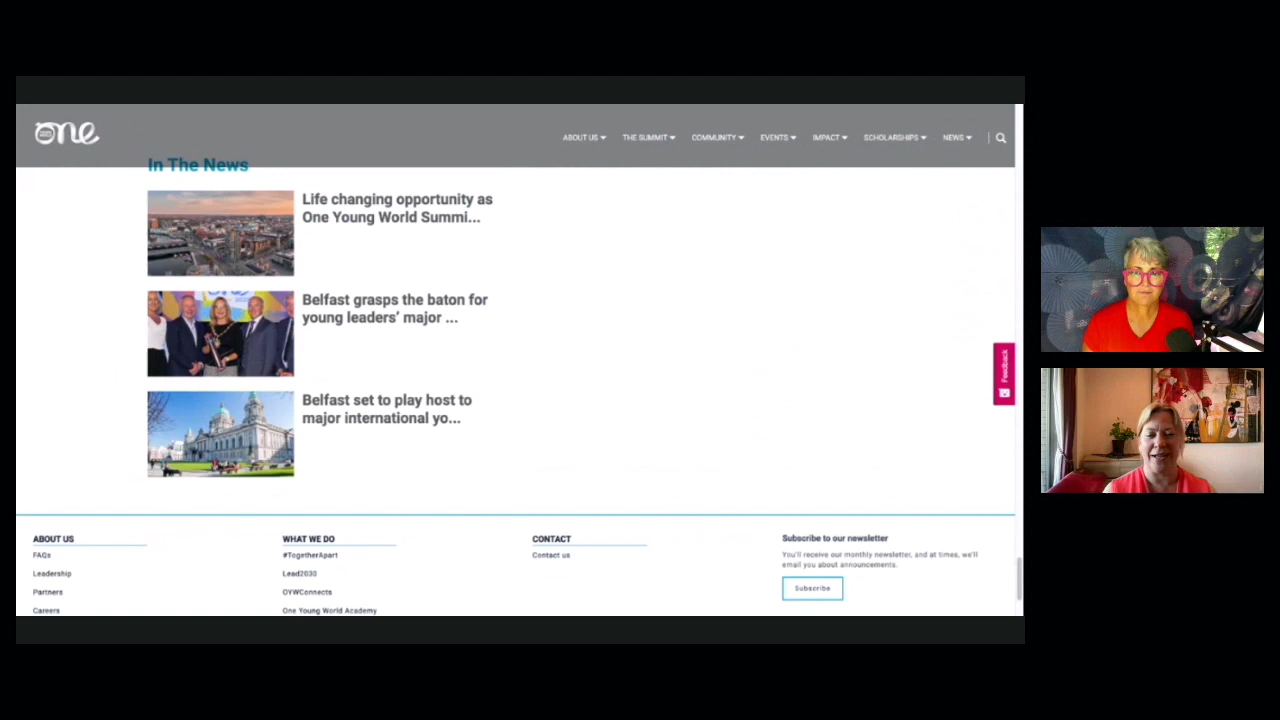 one
ABOUT US
THE SUMMIT
COMMUNITY
EVENTS
IMPACT
SCHOLARSHIPS
NEWS
In The News
Life changing opportunity as
One Young World Summi...
Belfast grasps the baton for
young leaders’ major ...
Belfast set to play host to
major international yo...
Feedback
ABOUT US
FAQs
Leadership
Partners
Careers
WHAT WE DO
#TogetherApart
Lead2030
OYWConnects
One Young World Academy
CONTACT
Contact us
Subscribe to our newsletter
You'll receive our monthly newsletter, and at times, we'll
email you about announcements.
Subscribe